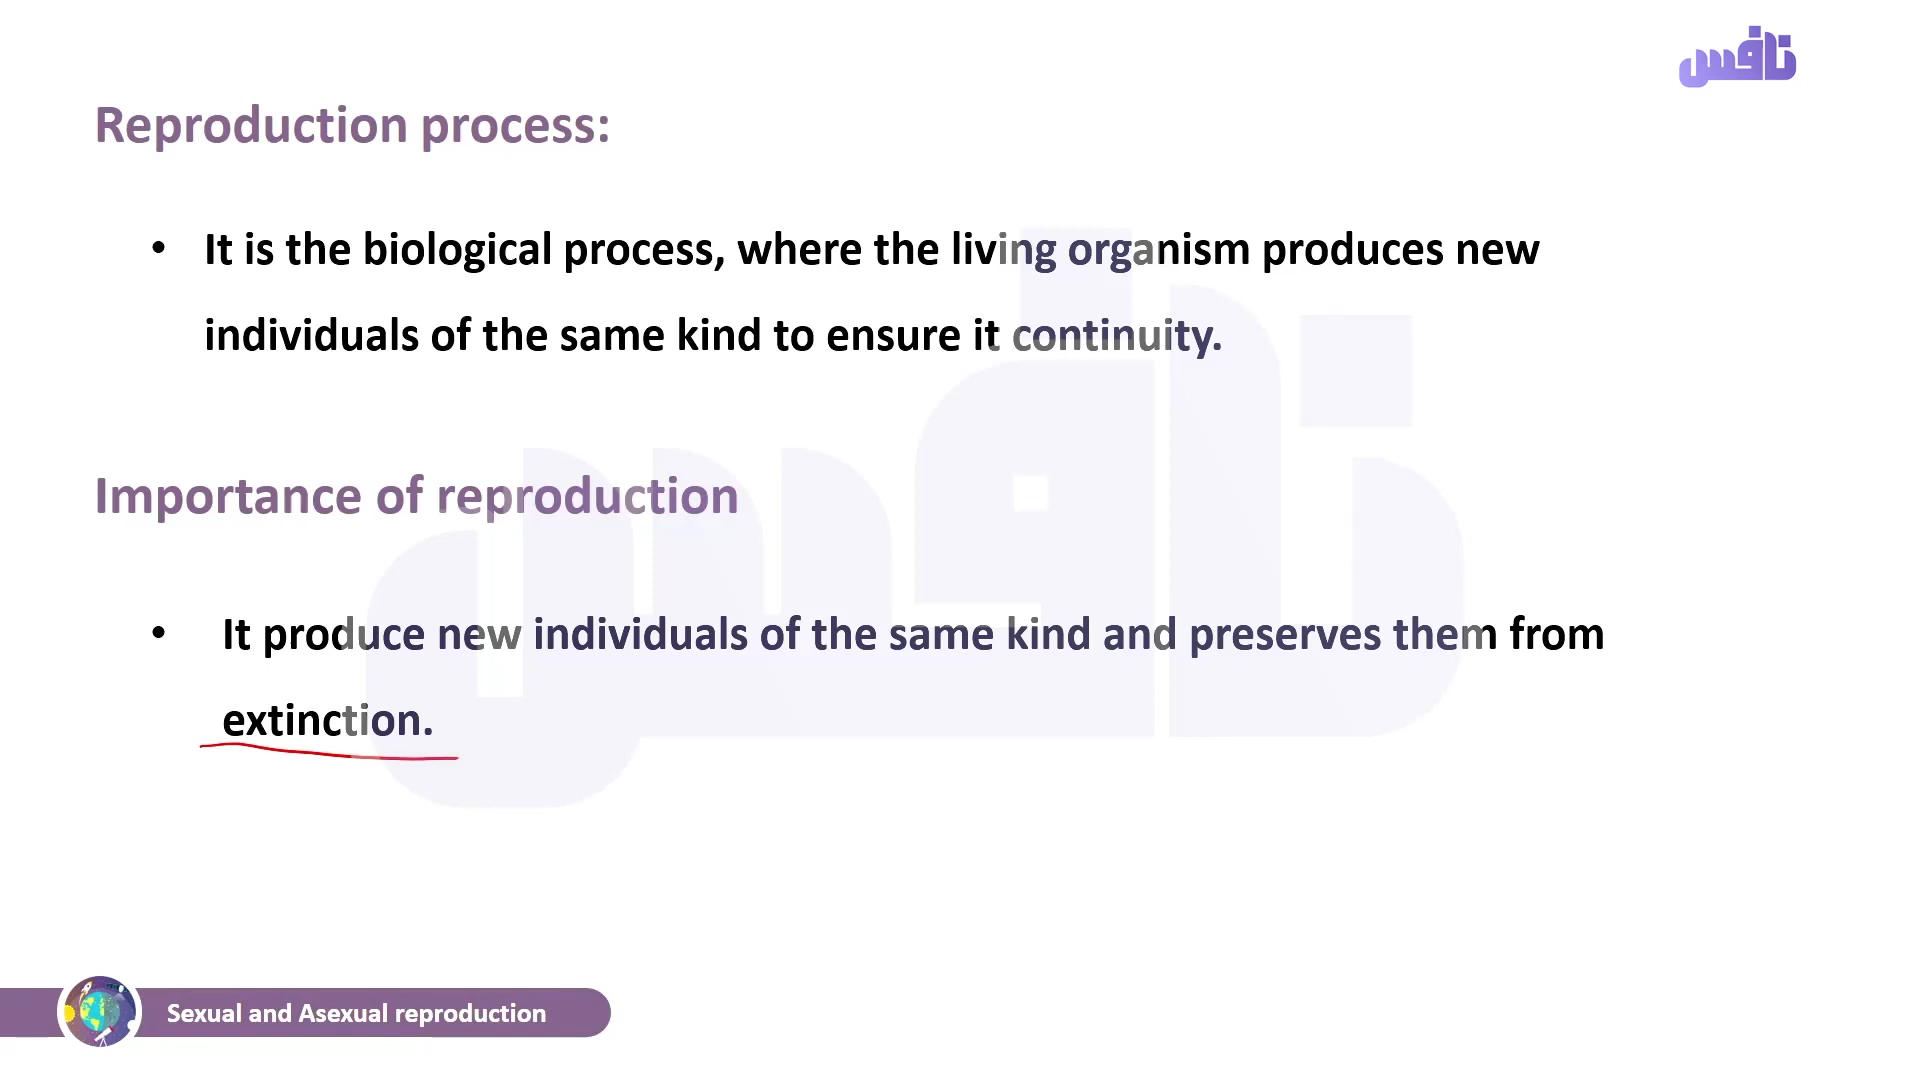 نافس
Reproduction process:
• It is the biological process, where the living organism produces new
individuals of the same kind to ensure it continuity.
Importance of reproduction
• It produce new individuals of the same kind and preserves them from
extinction.
Sexual and Asexual reproduction